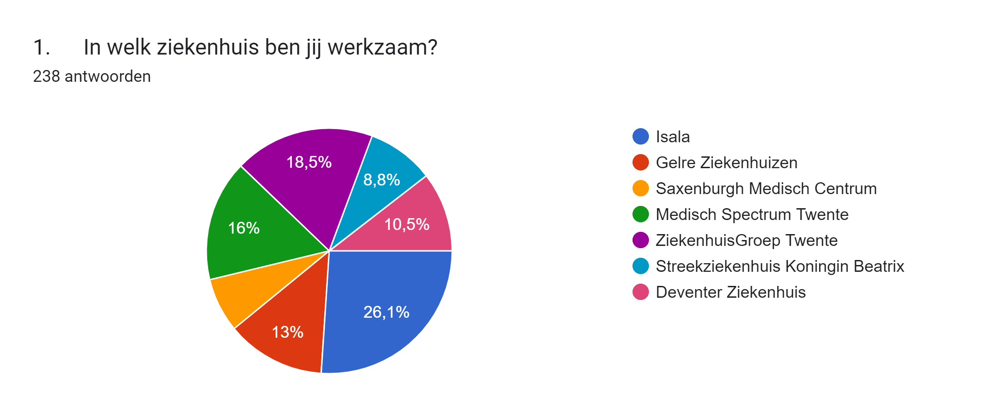 1. In welk ziekenhuis ben jij werkzaam?
238 antwoorden
18,5%
8,8%
16%
10,5%
26,1%
13%
Isala
Gelre Ziekenhuizen
Saxenburgh Medisch Centrum
Medisch Spectrum Twente
ZiekenhuisGroep Twente
Streekziekenhuis Koningin Beatrix
Deventer Ziekenhuis